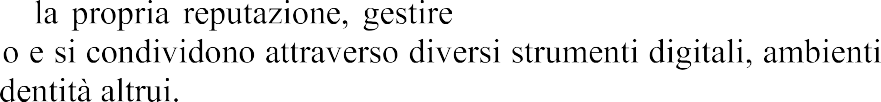 la propria reputazione, gestire
o e si condividono attraverso diversi strumenti digitali, ambienti
dentità altrui.